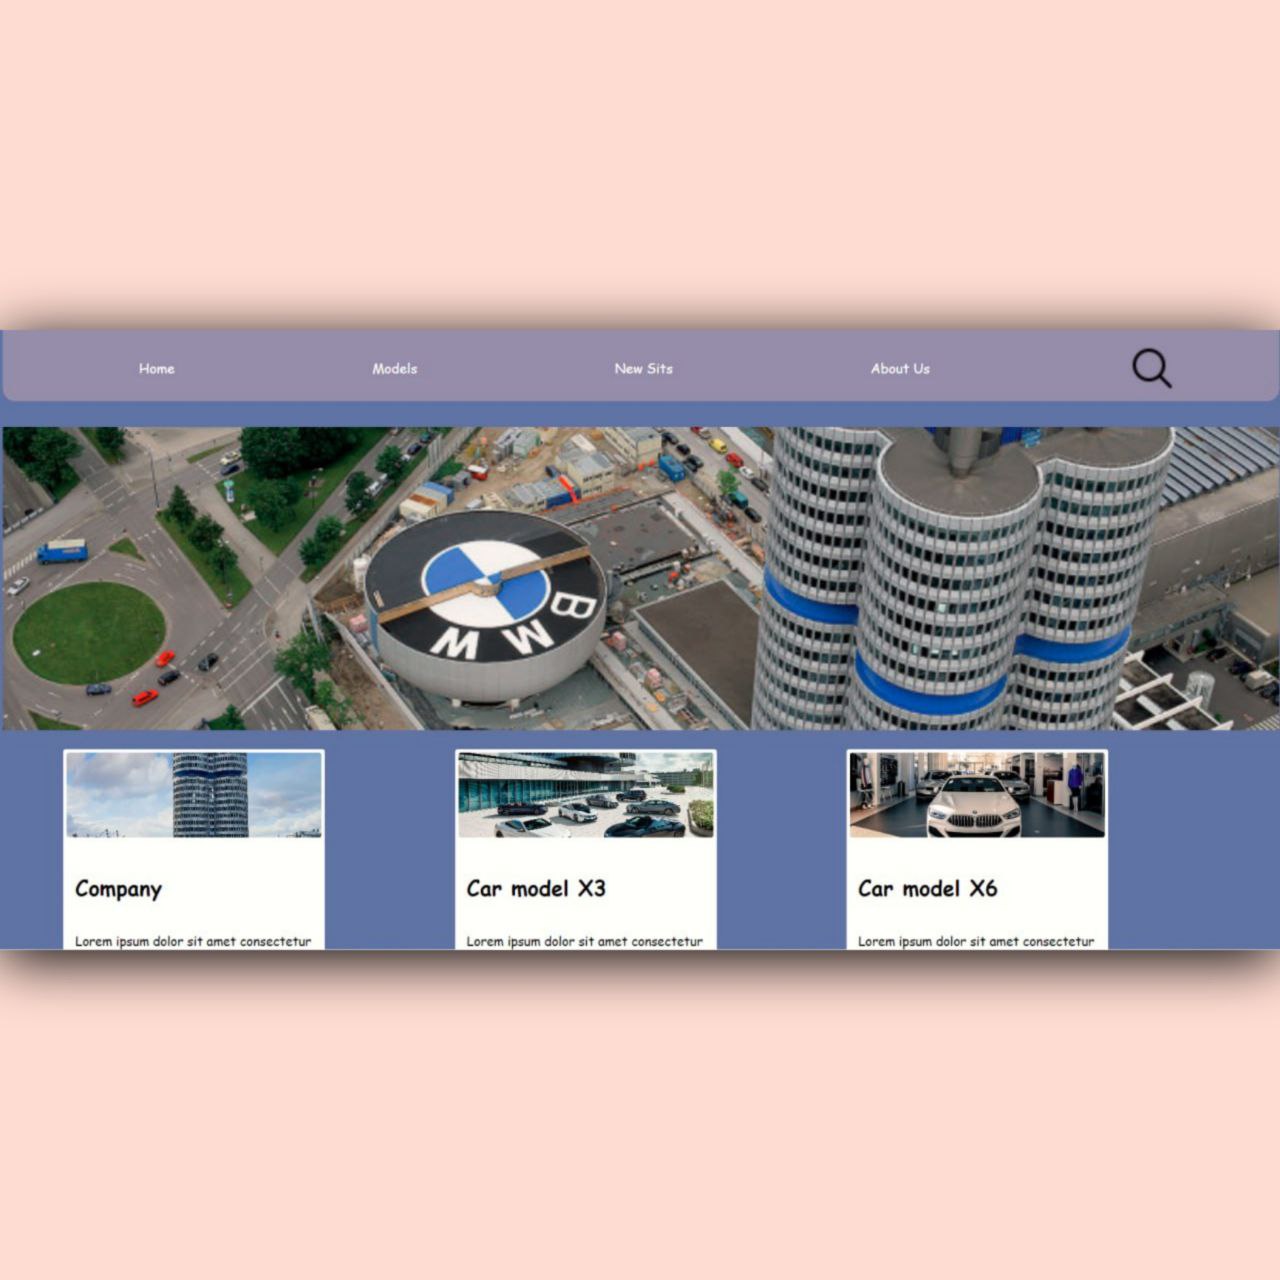 Home
Models
New Sits
About Us
BMW
Company
Car model X3
Car model X6
Lorem ipsum dolor sit amet consectetur
Lorem ipsum dolor sit amet consectetur
Lorem ipsum dolor sit amet consectetur